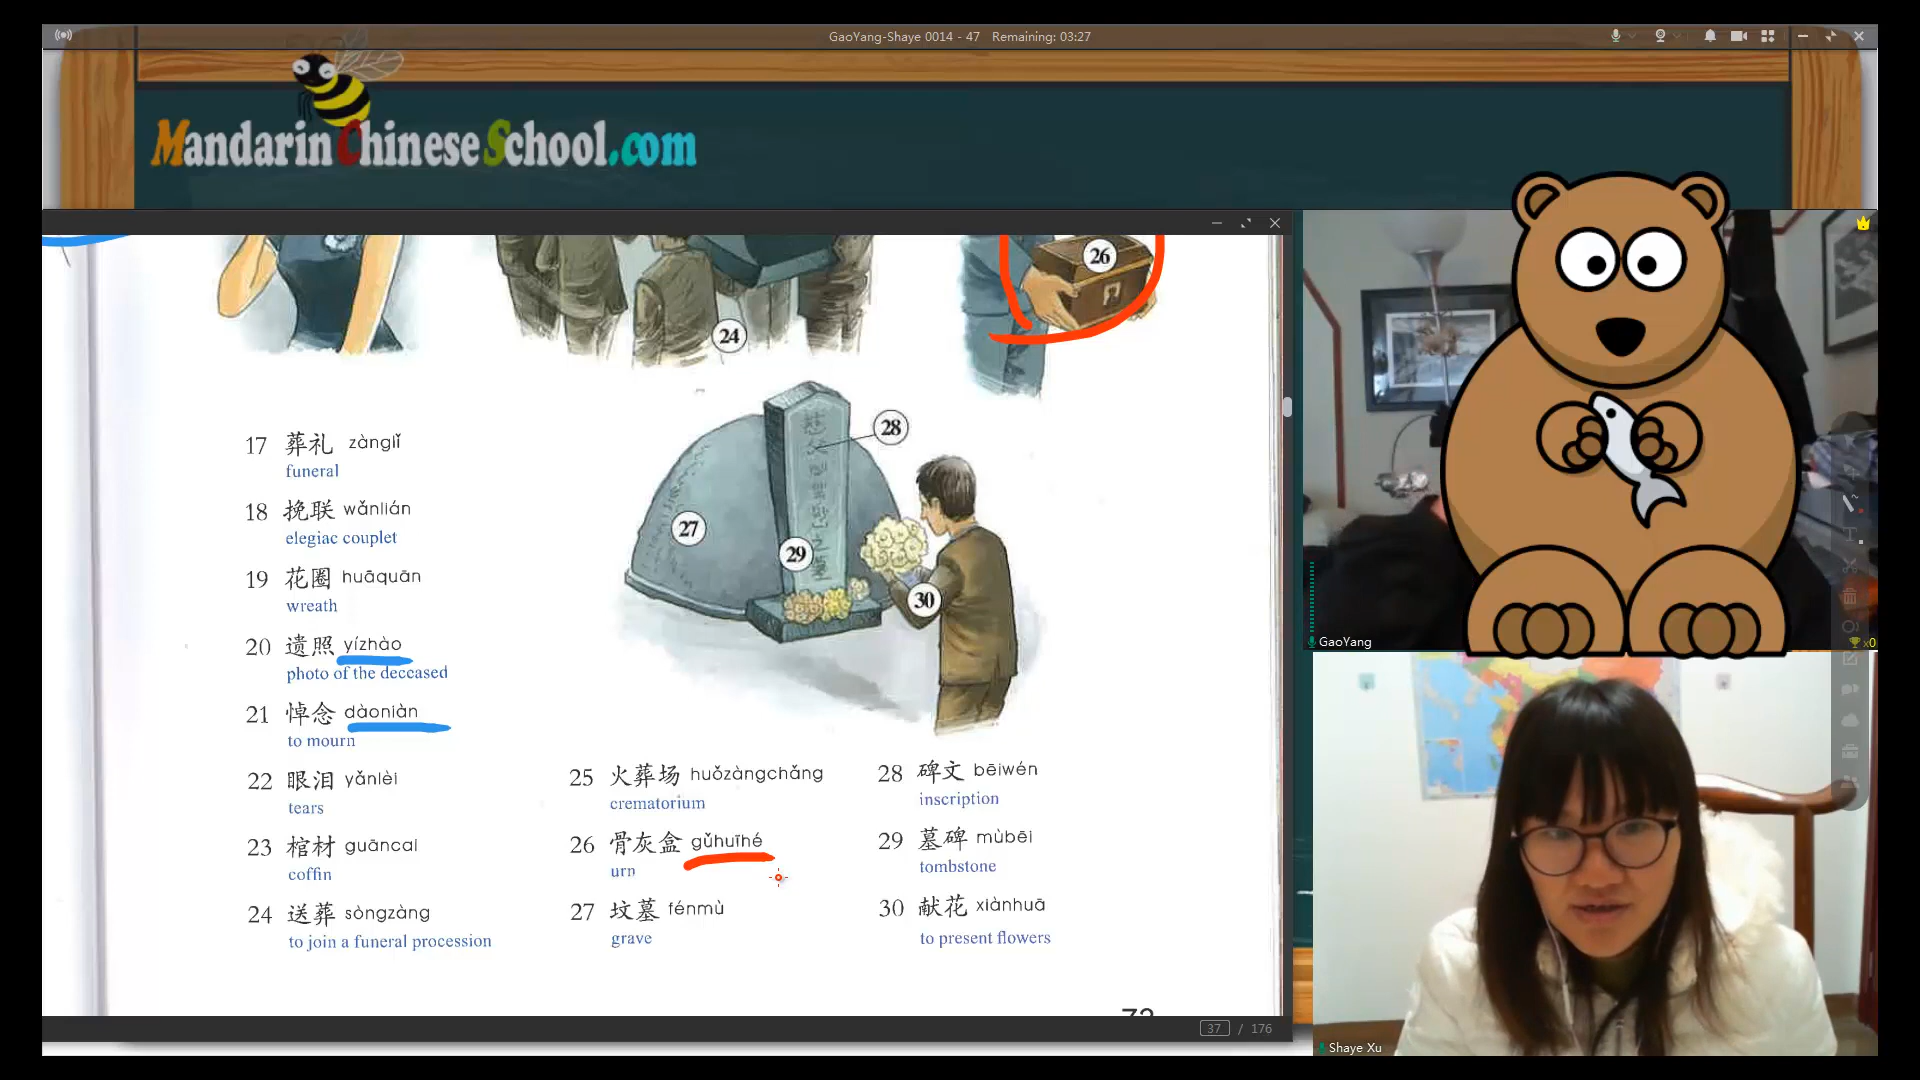 GaoYang-Shaye 0014 - 47 Remaining: 03:27
MandarinChineseSchool.com
26
24
28
27
29
30
17 葬礼 zànglǐ
funeral
18 挽联 wǎnlián
elegiac couplet
19 花圈 huāquān
wreath
20 遗照 yízhào
photo of the deceased
21 悼念 dàoniàn
to mourn
22 眼泪 yǎnlèi
tears
23 棺材 guāncai
coffin
24 送葬 sòngzàng
to join a funeral procession
25 火葬场 huǒzàngchǎng
crematorium
26 骨灰盒 gǔhuīhé
urn
27 坟墓 fénmù
grave
28 碑文 bēiwén
inscription
29 墓碑 mùbēi
tombstone
30 献花 xiànhuā
to present flowers
37 / 176
GaoYang
x0
Shaye Xu